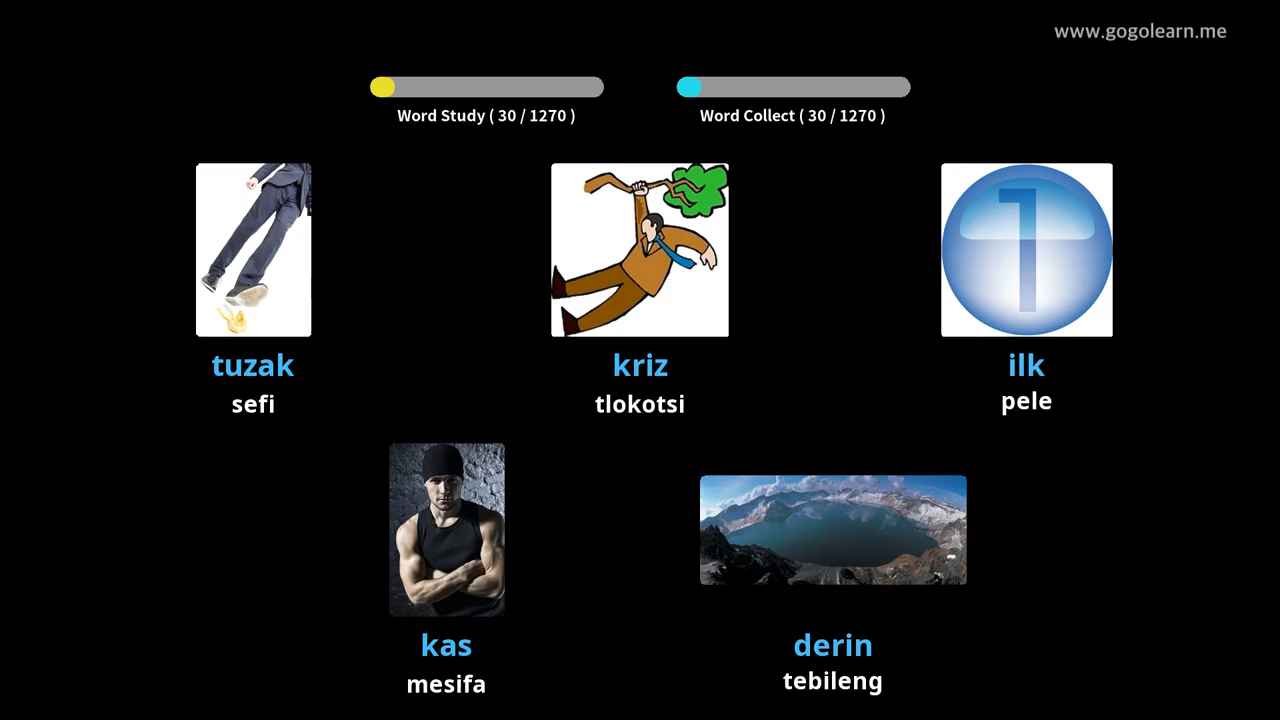 www.gogolearn.me
Word Study ( 30 / 1270 )
Word Collect ( 30 / 1270 )
1
tuzak
sefi
kriz
tlokotsi
ilk
pele
kas
mesifa
derin
tebileng